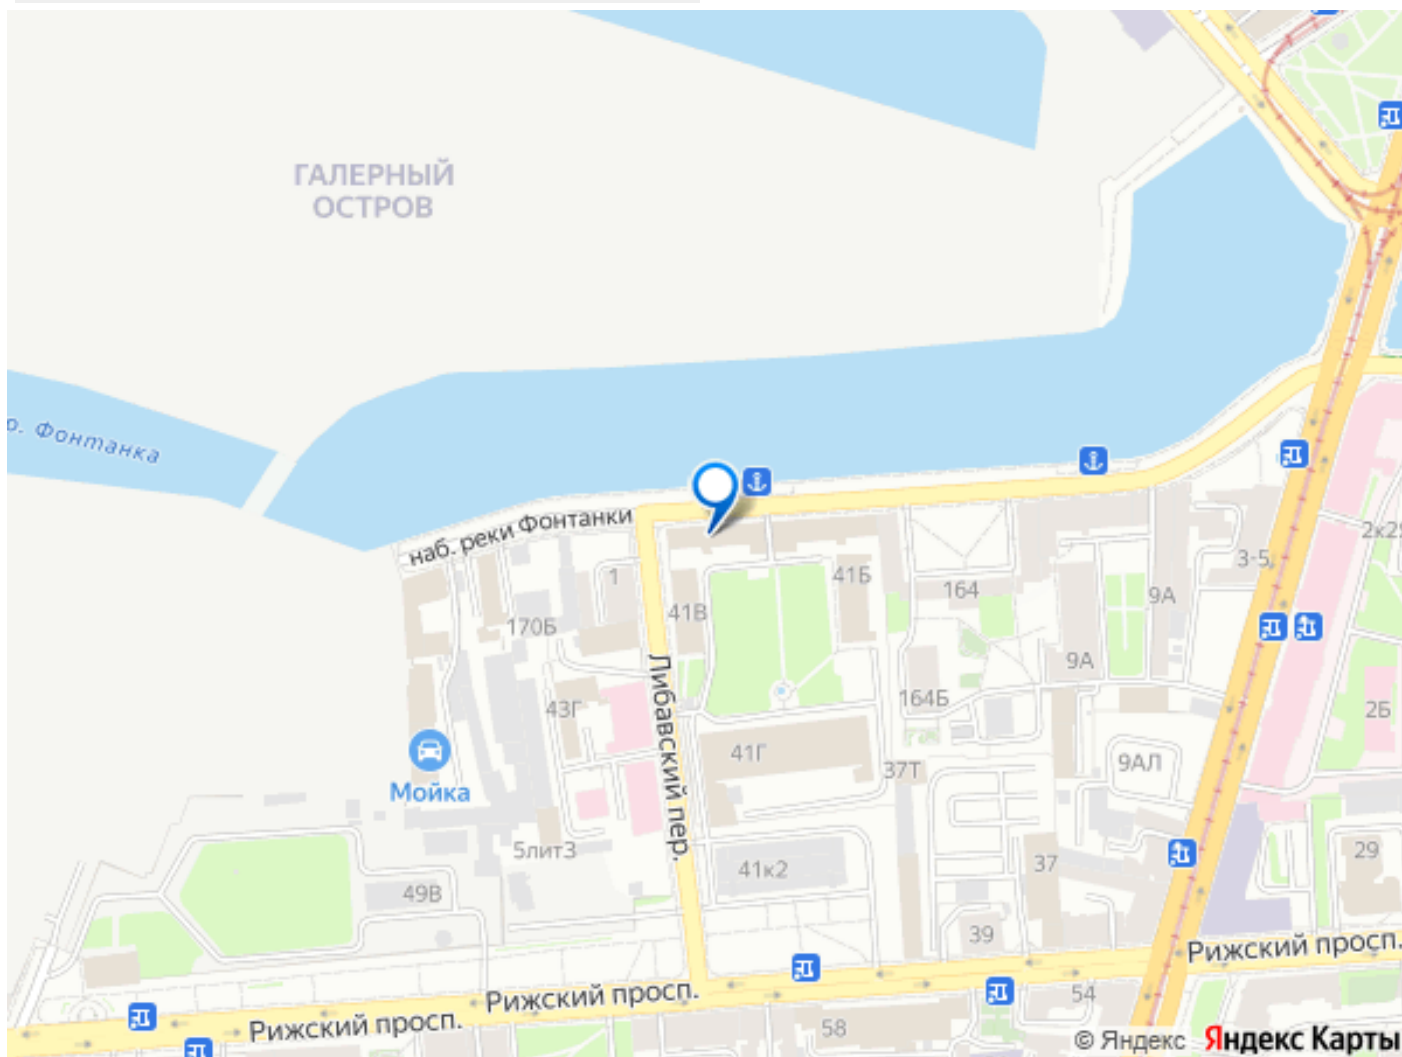 ГАЛЕРНЫЙ
ОСТРОВ
р. Фонтанка
наб. реки Фонтанки
3-5
41Б
1
164
9А
41В
170Б
Либавский пер.
9А
164Б
43Г
2Б
41Г
37Т
9АЛ
Мойка
5лит3
29
41к2
37
49В
39
Рижский просп.
Рижский просп.
54
Рижский просп.
58
© Яндекс Яндекс Карты